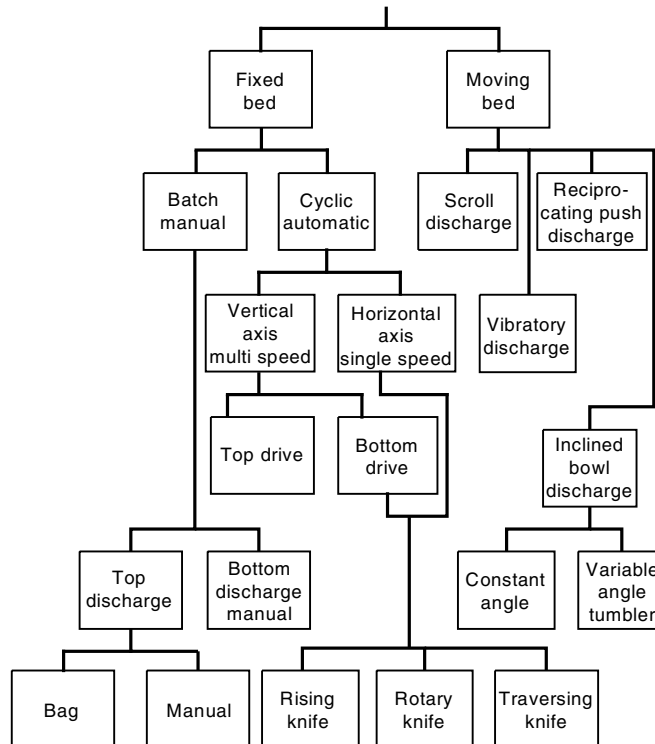 Fixed
bed
Moving
bed
Batch
manual
Cyclic
automatic
Scroll
discharge
Recipro-
cating push
discharge
Vertical
axis
multi speed
Horizontal
axis
single speed
Vibratory
discharge
Top drive
Bottom
drive
Inclined
bowl
discharge
Top
discharge
Bottom
discharge
manual
Constant
angle
Variable
angle
tumbler
Bag
Manual
Rising
knife
Rotary
knife
Traversing
knife